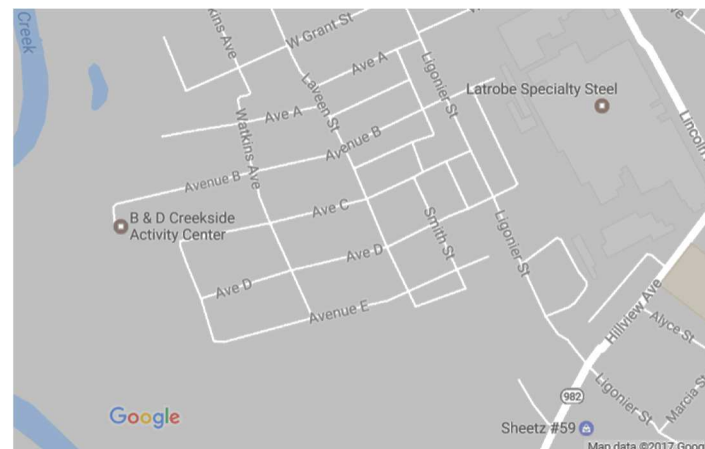 Creek
kins Ave
W Grant St
Ave A
Ligonier St
Laveen St
Latrobe Specialty Steel
Ave A
Watkins Ave
Avenue B
Lincoln
Avenue B
Ave C
B & D Creekside
Activity Center
Smith St
Ligonier St
Ave D
Ave D
Avenue E
Hillview Ave
Alyce St
Google
982
Ligonier St
Marcia St
Sheetz #59
Map data ©2017 Goog